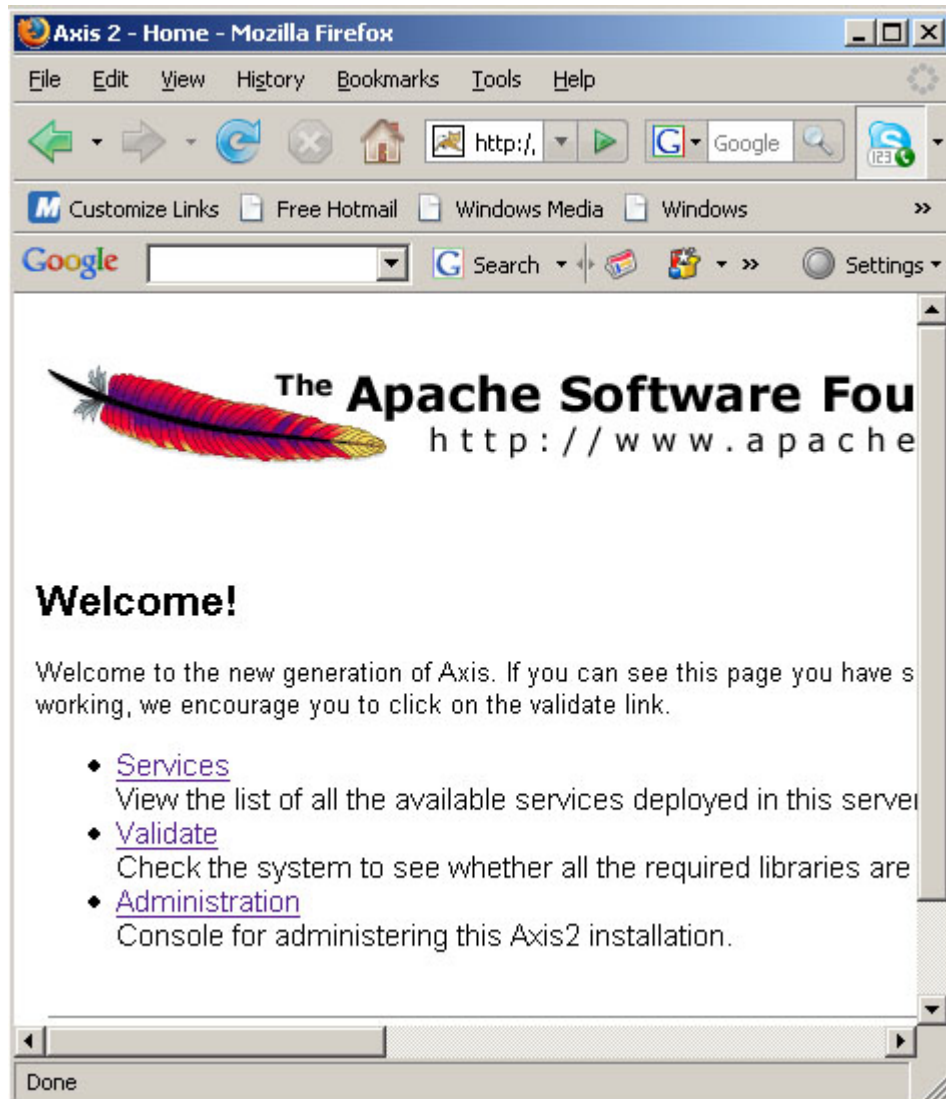 Axis 2 - Home - Mozilla Firefox
File Edit View History Bookmarks Tools Help
http:/, G Google 123
M Customize Links Free Hotmail Windows Media Windows »
Google G Search » Settings
The Apache Software Fou
http://www.apache
Welcome!
Welcome to the new generation of Axis. If you can see this page you have s
working, we encourage you to click on the validate link.
Services
View the list of all the available services deployed in this server
Validate
Check the system to see whether all the required libraries are
Administration
Console for administering this Axis2 installation.
Done